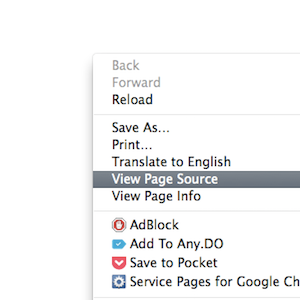 Back
Forward
Reload
Save As...
Print...
Translate to English
View Page Source
View Page Info
AdBlock
Add To Any.DO
Save to Pocket
Service Pages for Google Ch